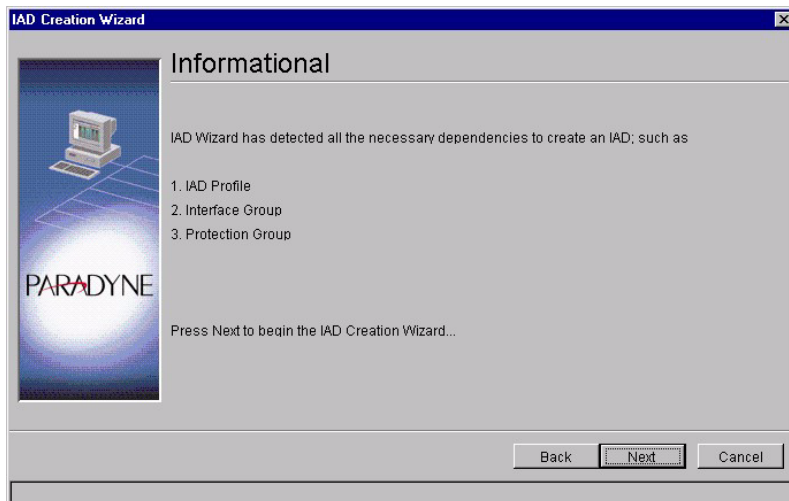 IAD Creation Wizard
Informational
IAD Wizard has detected all the necessary dependencies to create an IAD; such as
1. IAD Profile
2. Interface Group
3. Protection Group
PARADYNE
Press Next to begin the IAD Creation Wizard...
Back
Next
Cancel